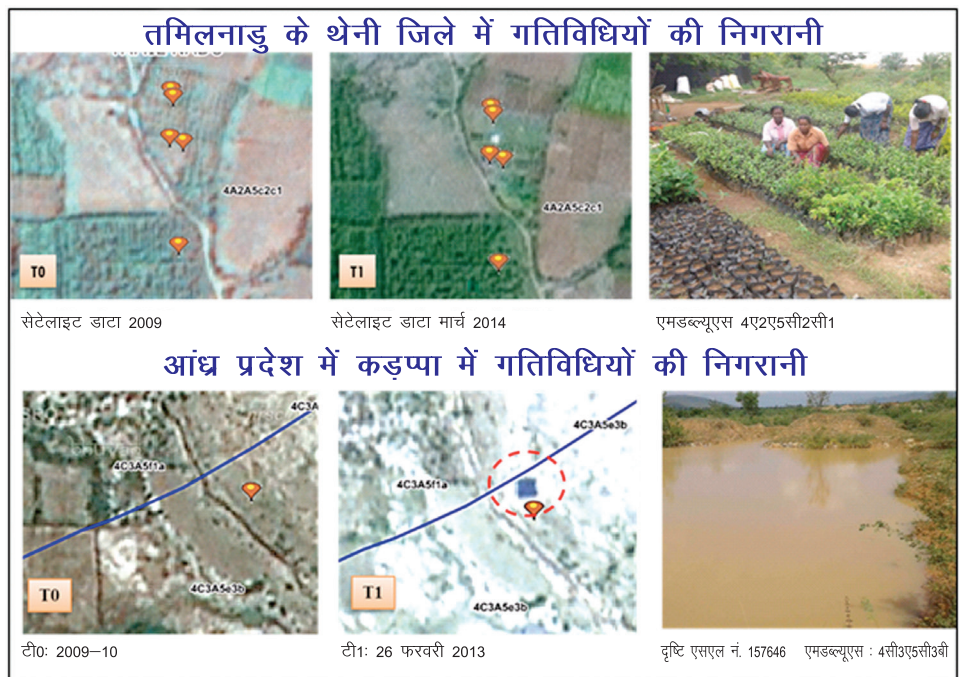 तमिलनाडु के थेनी जिले में गतिविधियों की निगरानी
4A2A5c2c1
4A2A5c2c1
T0
T1
सेटेलाइट डाटा 2009
सेटेलाइट डाटा मार्च 2014
एमडब्ल्यूएस 4ए2ए5सी2सी1
आंध्र प्रदेश में कड़प्पा में गतिविधियों की निगरानी
4C3A
4C3A5e3b
4C3A5f1a
4C3A5f1a
4C3A5e3b
4C3A5e3b
T0
T1
टी0: 2009–10
टी1: 26 फरवरी 2013
दृष्टि एसएल नं. 157646 एमडब्ल्यूएस : 4सी3ए5सी3बी